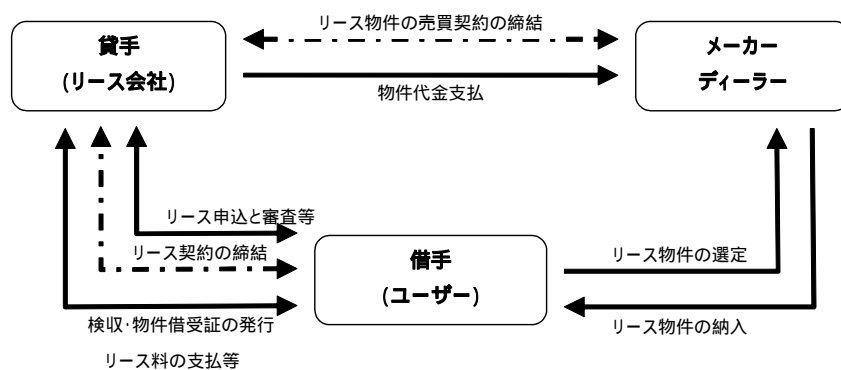 リース物件の売買契約の締結
貸手
(リース会社)
メーカー
ディーラー
物件代金支払
リース申込と審査等
リース契約の締結
借手
(ユーザー)
リース物件の選定
検収・物件借受証の発行
リース物件の納入
リース料の支払等